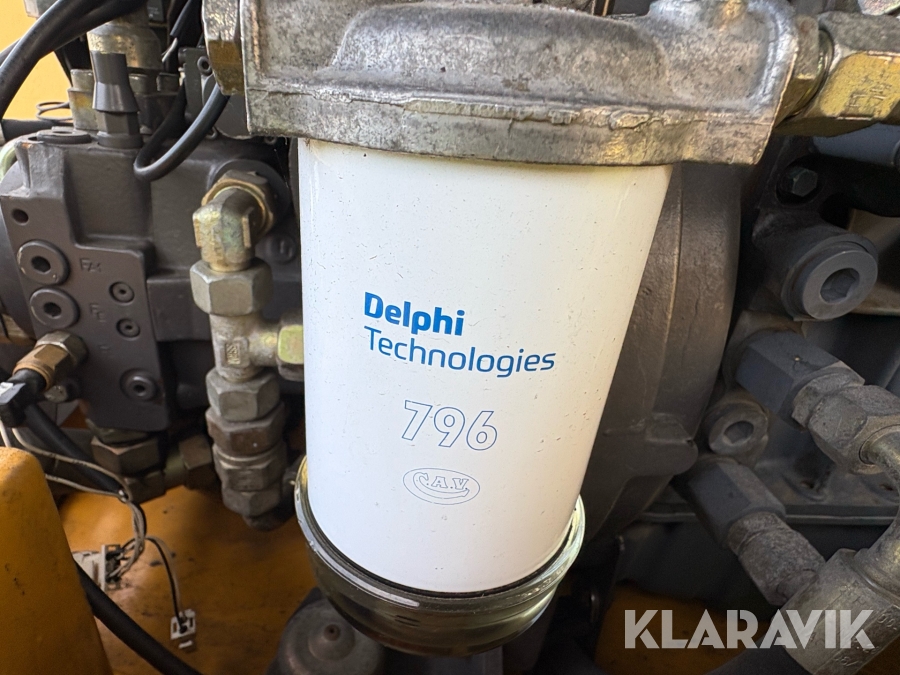 Delphi
Technologies
796
C.A.V.
KLARAVIK